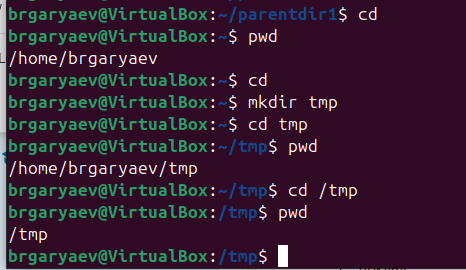 brgaryaev@VirtualBox:~/parentdir1$ cd
brgaryaev@VirtualBox:~$ pwd
/home/brgaryaev
brgaryaev@VirtualBox:~$ cd
brgaryaev@VirtualBox:~$ mkdir tmp
brgaryaev@VirtualBox:~$ cd tmp
brgaryaev@VirtualBox:~/tmp$ pwd
/home/brgaryaev/tmp
brgaryaev@VirtualBox:~/tmp$ cd /tmp
brgaryaev@VirtualBox:/tmp$ pwd
/tmp
brgaryaev@VirtualBox:/tmp$